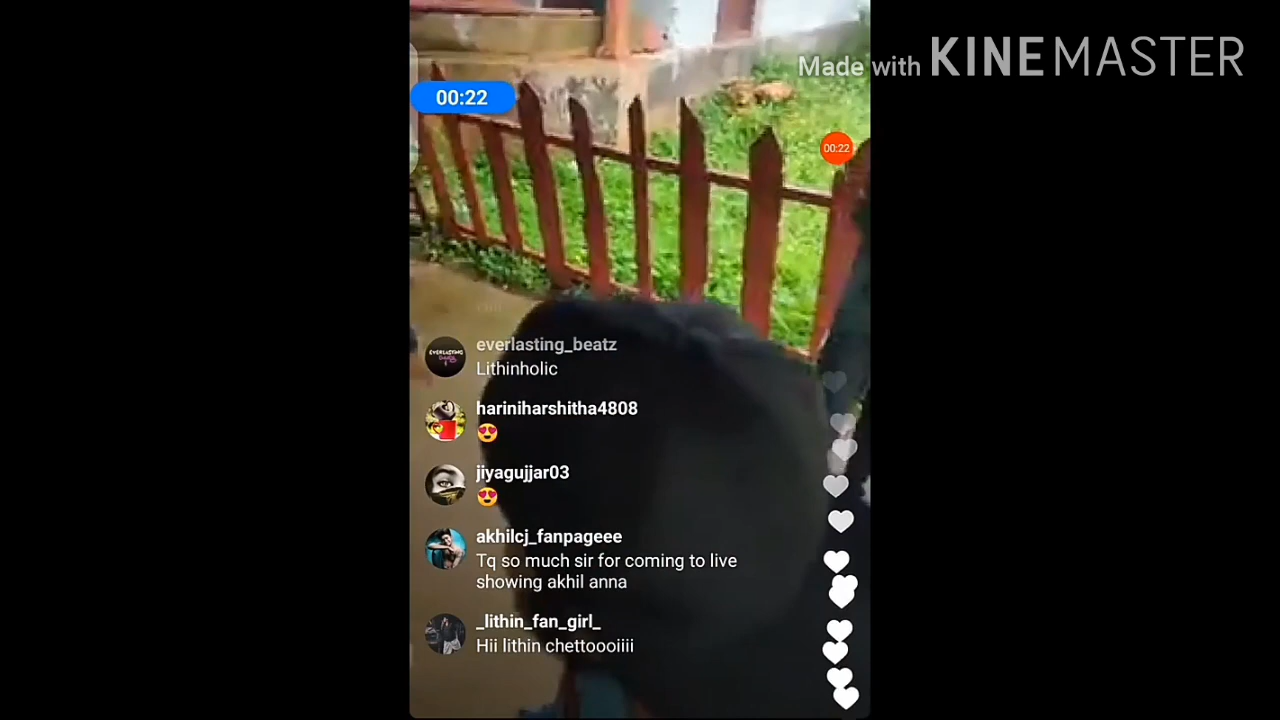 Made with KINEMASTER
00:22
00:22
everlasting_beatz
Lithinholic
hariniharshitha4808
😍
jiyagujjar03
😍
akhilcj_fanpageee
Tq so much sir for coming to live
showing akhil anna
_lithin_fan_girl_
Hii lithin chettoooiiii